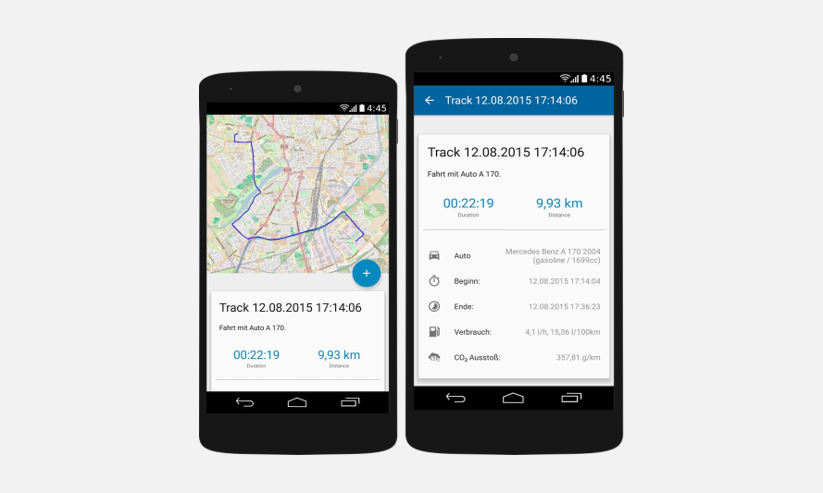 4:45
Track 12.08.2015 17:14:06
Fahrt mit Auto A 170.
00:22:19
9,93 km
Duration
Distance
4:45
Track 12.08.2015 17:14:06
Track 12.08.2015 17:14:06
Fahrt mit Auto A 170.
00:22:19
9,93 km
Duration
Distance
Auto
Mercedes Benz A 170 2004
(gasoline / 1699cc)
Beginn:
12.08.2015 17:14:04
Ende:
12.08.2015 17:36:23
Verbrauch:
4,1 l/h, 15,36 l/100km
CO₂ Ausstoß:
357,81 g/km